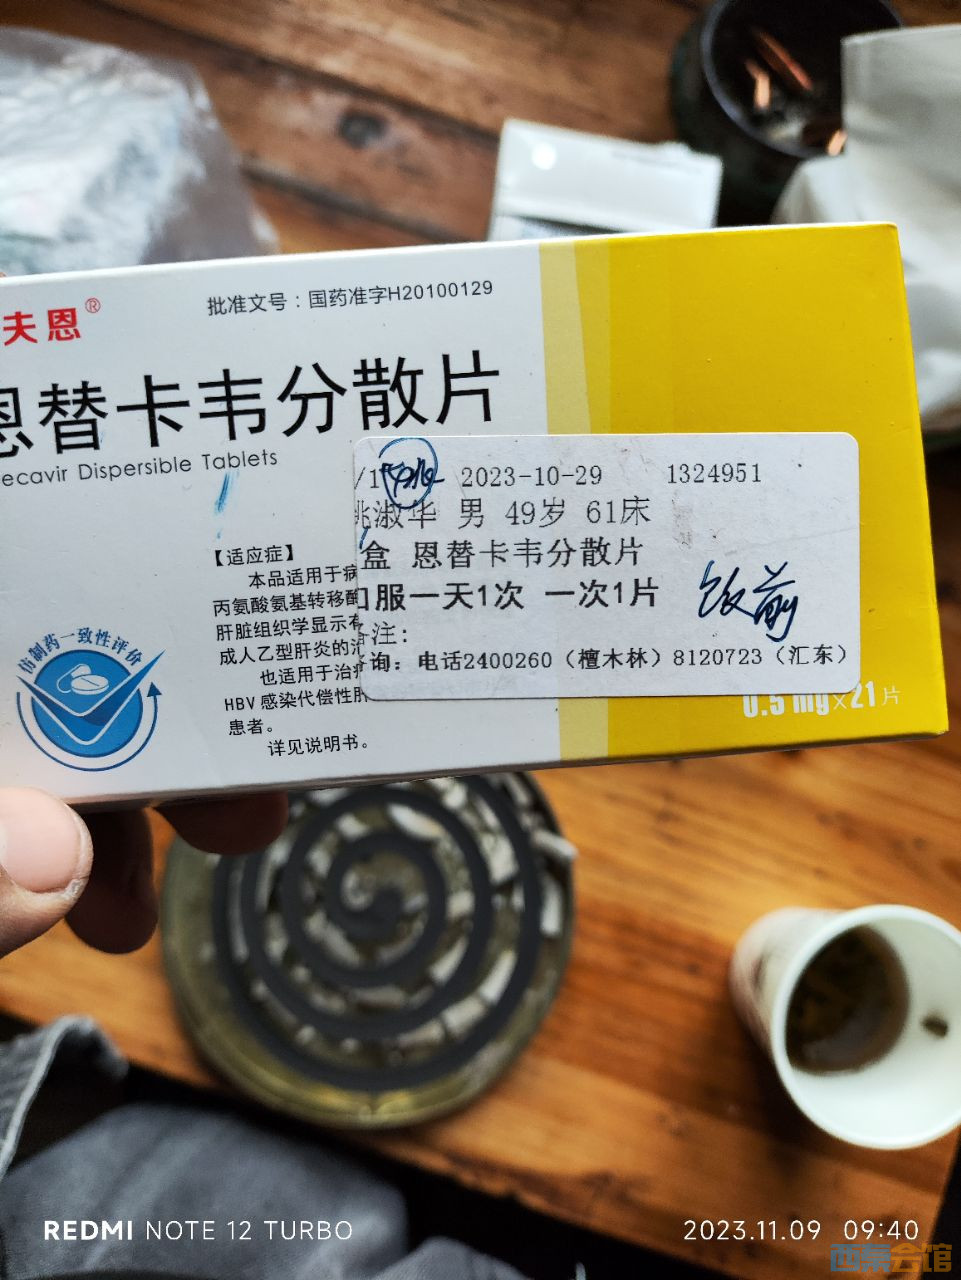 批准文号：国药准字H20100129
夫恩®
恩替卡韦分散片
ecavir Dispersible Tablets
【适应症】
本品适用于病
丙氨酸氨基转移酶
肝脏组织学显示有
成人乙型肝炎的治
也适用于治疗
HBV感染代偿性肝
患者。
详见说明书。
仿制药一致性评价
2023-10-29 1324951
姚淑华 男 49岁 61床
盒 恩替卡韦分散片
口服一天1次 一次1片
饭前
备注:
询: 电话2400260（檀木林）8120723（汇东）
0.5 mg×21片
REDMI NOTE 12 TURBO
2023.11.09 09:40
西集会馆